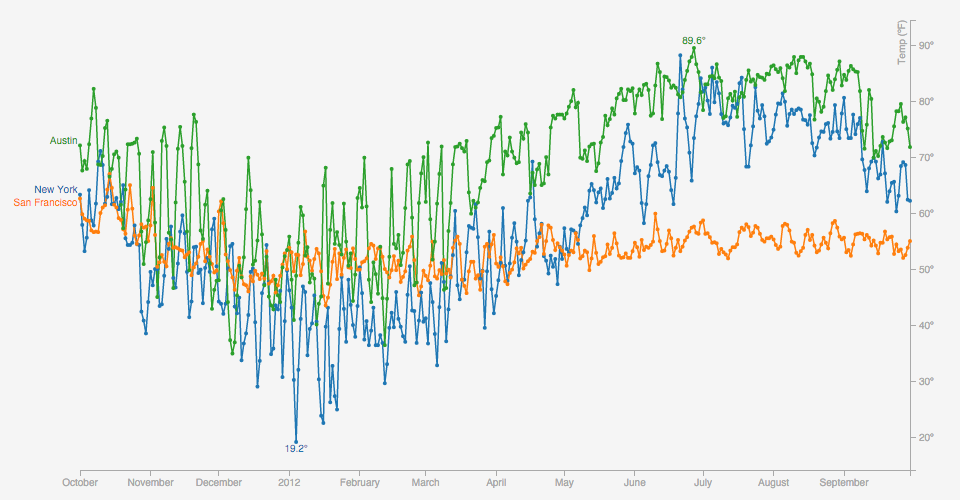 89.6°
Temp (°F)
90°
80°
Austin
70°
New York
San Francisco
60°
50°
40°
30°
20°
19.2°
October November December 2012 February March April May June July August September